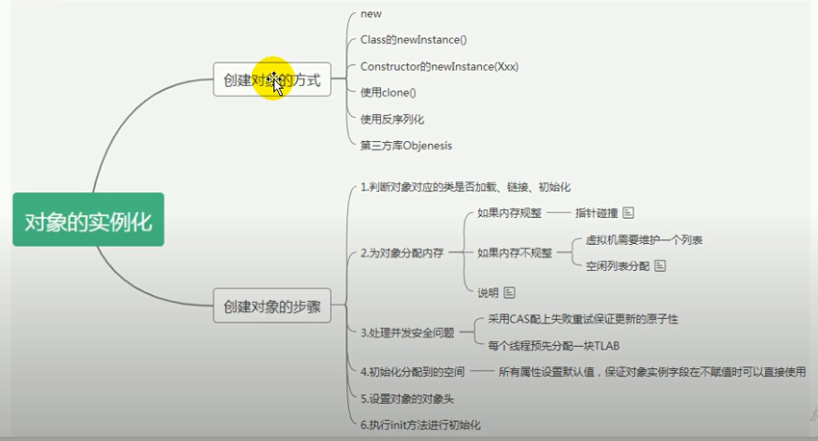 对象的实例化
创建对象的方式
new
Class的newInstance()
Constructor的newInstance(Xxx)
使用clone()
使用反序列化
第三方库Objenesis
创建对象的步骤
1.判断对象对应的类是否加载、链接、初始化
2.为对象分配内存
如果内存规整
指针碰撞
如果内存不规整
虚拟机需要维护一个列表
空闲列表分配
说明
3.处理并发安全问题
采用CAS配上失败重试保证更新的原子性
每个线程预先分配一块TLAB
4.初始化分配到的空间
所有属性设置默认值，保证对象实例字段在不赋值时可以直接使用
5.设置对象的对象头
6.执行init方法进行初始化